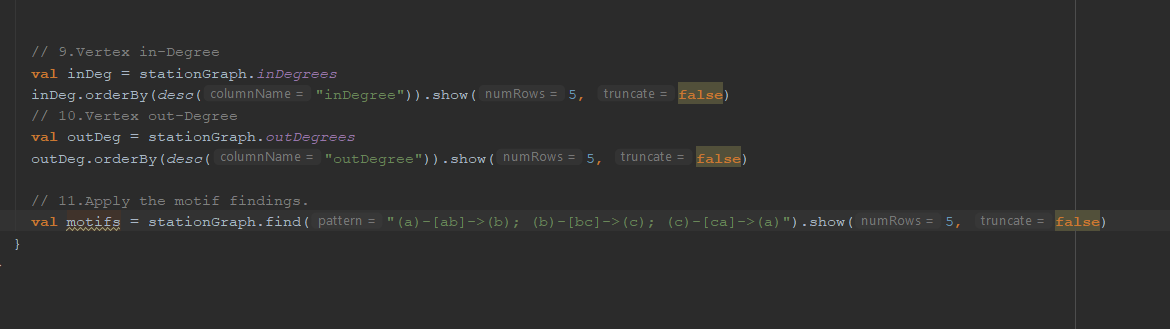 // 9.Vertex in-Degree
val inDeg = stationGraph.inDegrees
inDeg.orderBy(desc( columnName = "inDegree")).show( numRows = 5, truncate = false)
// 10.Vertex out-Degree
val outDeg = stationGraph.outDegrees
outDeg.orderBy(desc( columnName = "outDegree")).show( numRows = 5, truncate = false)
// 11.Apply the motif findings.
val motifs = stationGraph.find( pattern = "(a)-[ab]->(b); (b)-[bc]->(c); (c)-[ca]->(a)").show( numRows = 5, truncate = false)
}